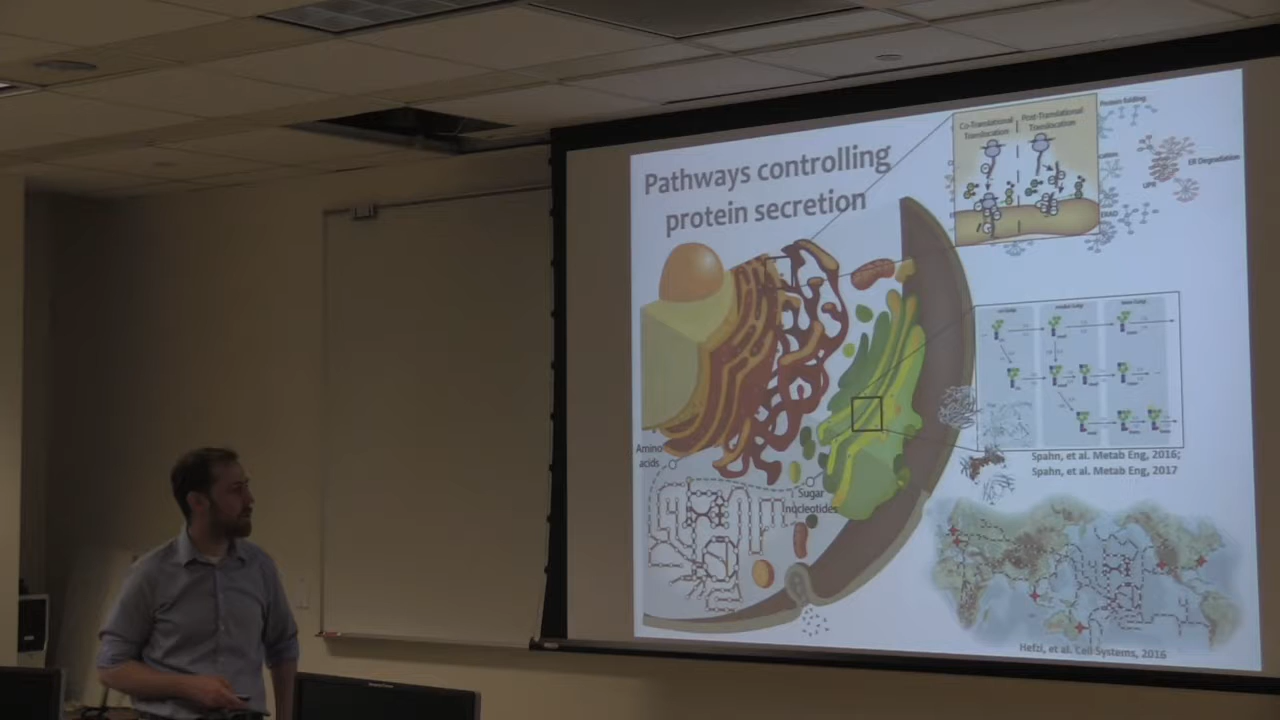 Pathways controlling
protein secretion
Co-Translational
Translocation
Post-Translational
Translocation
Protein folding
ER Degradation
UPR
ERAD
Amino
acids
Sugar
nucleotides
Spahn, et al. Metab Eng, 2016;
Spahn, et al. Metab Eng, 2017
Hefzi, et al. Cell Systems, 2016